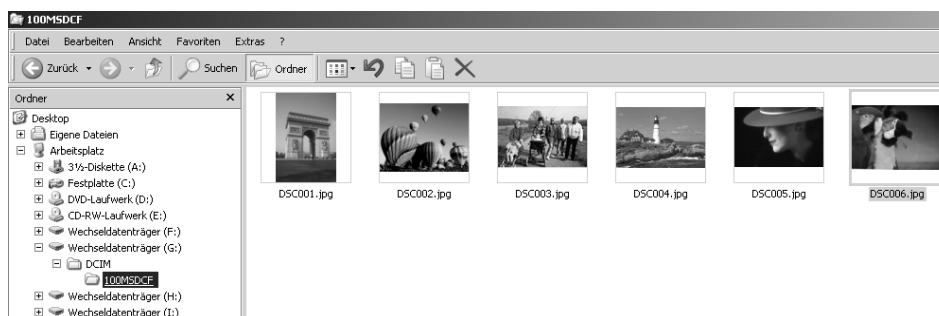 100MSDCF
Datei Bearbeiten Ansicht Favoriten Extras ?
Zurück Suchen Ordner
Ordner
Desktop
Eigene Dateien
Arbeitsplatz
3½-Diskette (A:)
Festplatte (C:)
DVD-Laufwerk (D:)
CD-RW-Laufwerk (E:)
Wechseldatenträger (F:)
Wechseldatenträger (G:)
DCIM
100MSDCF
Wechseldatenträger (H:)
Wechseldatenträger (I:)
DSC001.jpg DSC002.jpg DSC003.jpg DSC004.jpg DSC005.jpg DSC006.jpg